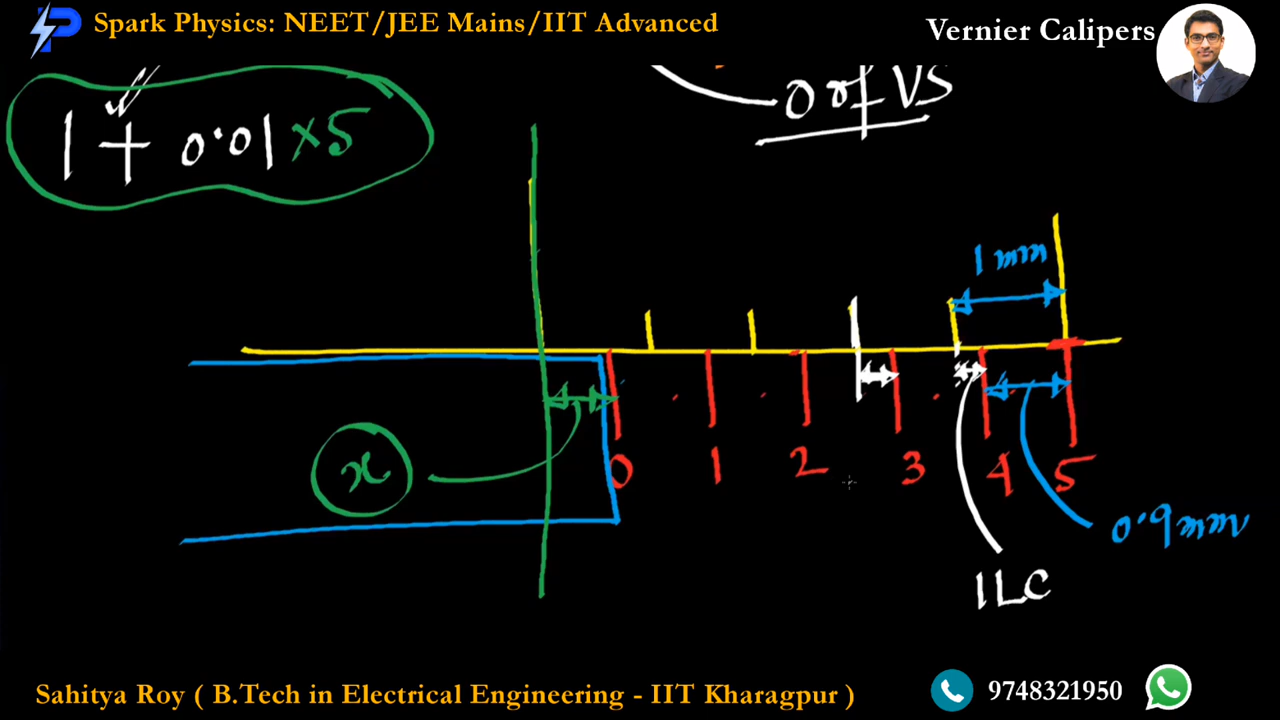 Spark Physics: NEET/JEE Mains/IIT Advanced
Vernier Calipers
1 + 0.01 × 5
0 of VS
1 mm
x
0 1 2 3 4 5
0.9 mm
1LC
Sahitya Roy ( B.Tech in Electrical Engineering - IIT Kharagpur )
9748321950